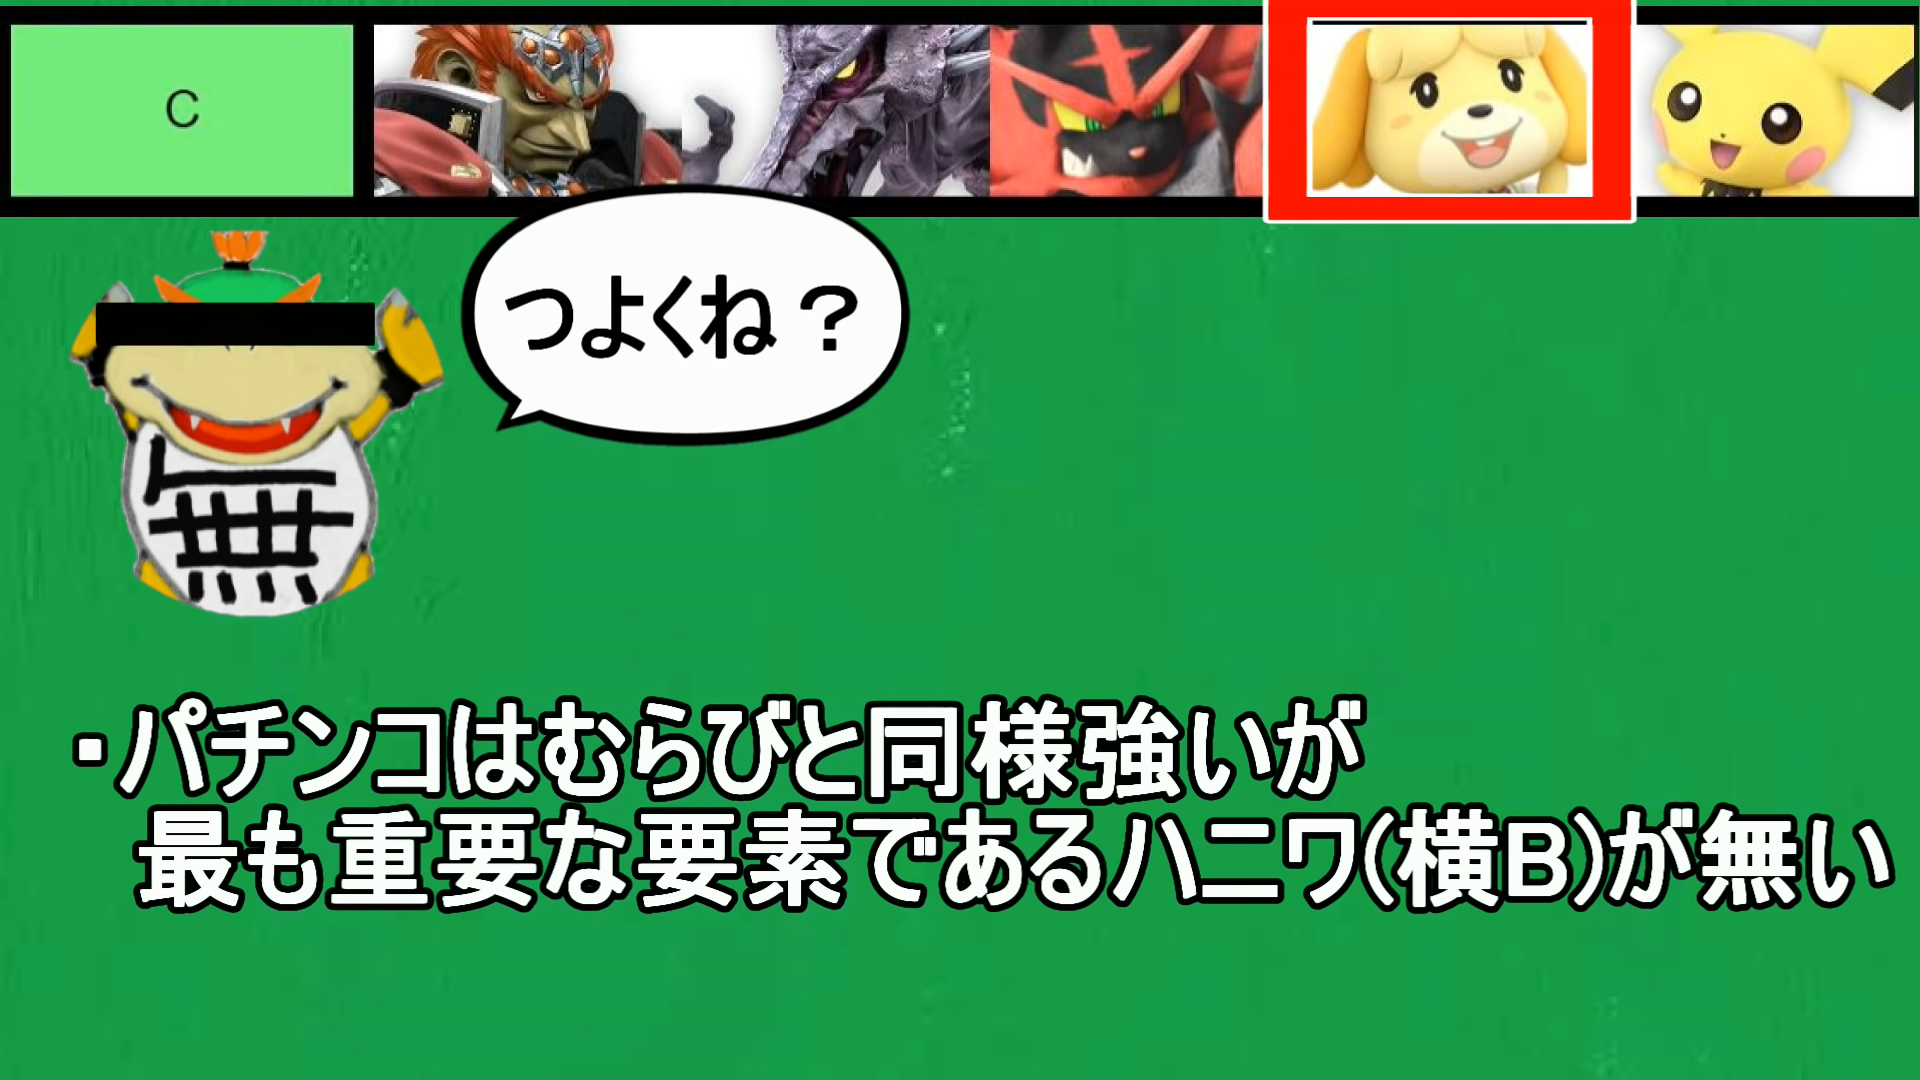 C
つよくね？
無
・パチンコはむらびと同様強いが
最も重要な要素であるハニワ(横B)が無い